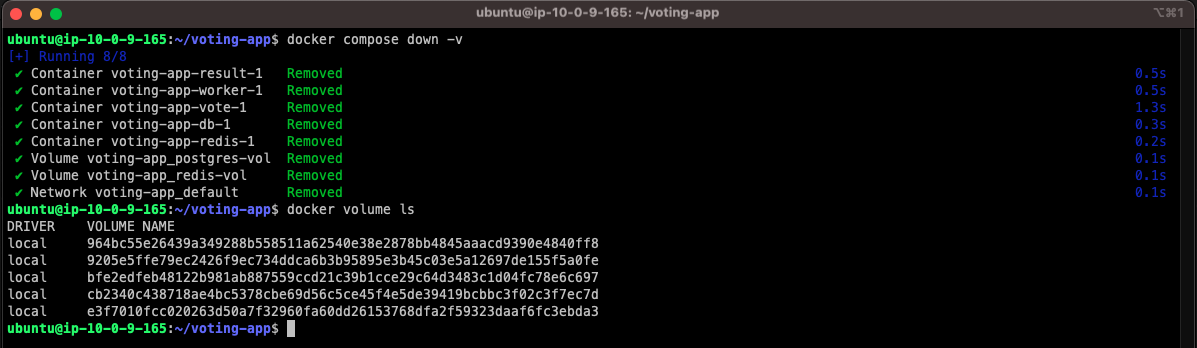 ubuntu@ip-10-0-9-165: ~/voting-app
⌥⌘1
ubuntu@ip-10-0-9-165:~/voting-app$ docker compose down -v
[+] Running 8/8
✔ Container voting-app-result-1 Removed 0.5s
✔ Container voting-app-worker-1 Removed 0.5s
✔ Container voting-app-vote-1 Removed 1.3s
✔ Container voting-app-db-1 Removed 0.3s
✔ Container voting-app-redis-1 Removed 0.2s
✔ Volume voting-app_postgres-vol Removed 0.1s
✔ Volume voting-app_redis-vol Removed 0.1s
✔ Network voting-app_default Removed 0.1s
ubuntu@ip-10-0-9-165:~/voting-app$ docker volume ls
DRIVER VOLUME NAME
local 964bc55e26439a349288b558511a62540e38e2878bb4845aaacd9390e4840ff8
local 9205e5ffe79ec2426f9ec734ddca6b3b95895e3b45c03e5a12697de155f5a0fe
local bfe2edfeb48122b981ab887559ccd21c39b1cce29c64d3483c1d04fc78e6c697
local cb2340c438718ae4bc5378cbe69d56c5ce45f4e5de39419bcbbc3f02c3f7ec7d
local e3f7010fcc020263d50a7f32960fa60dd26153768dfa2f59323daaf6fc3ebda3
ubuntu@ip-10-0-9-165:~/voting-app$